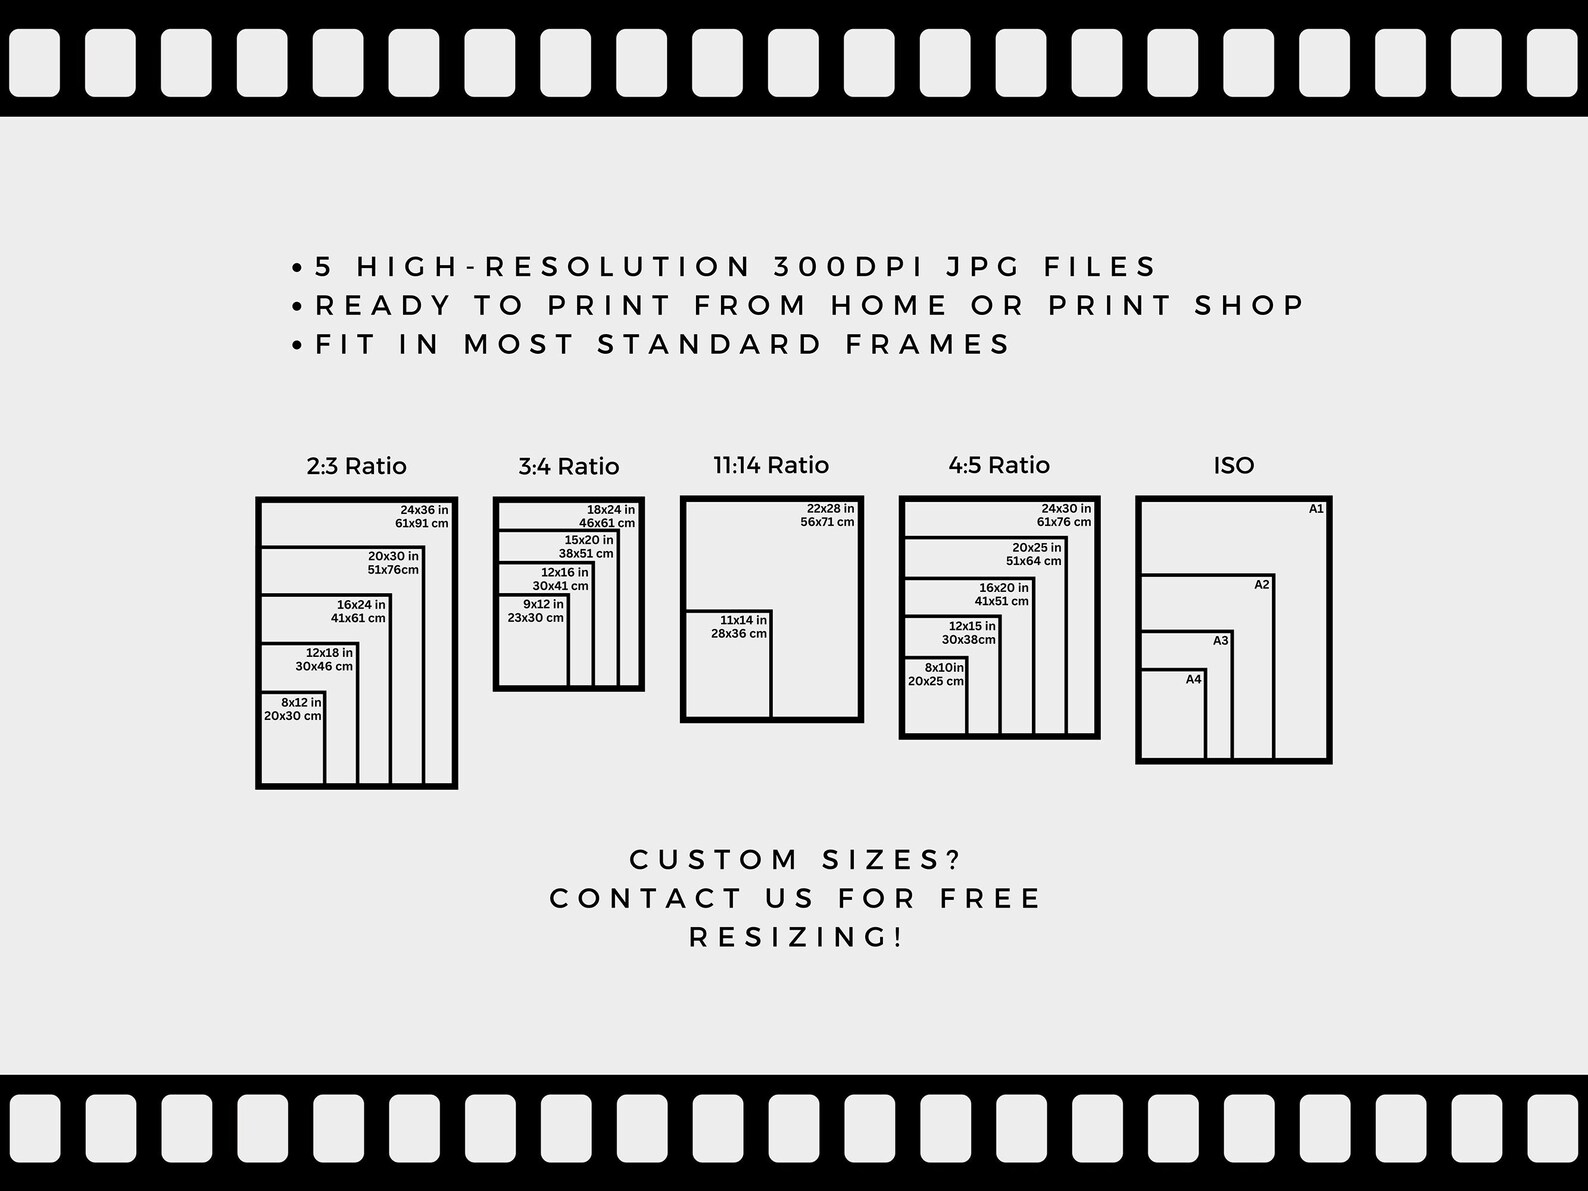 • 5 HIGH-RESOLUTION 300DPI JPG FILES
• READY TO PRINT FROM HOME OR PRINT SHOP
• FIT IN MOST STANDARD FRAMES
2:3 Ratio
24x36 in
61x91 cm
20x30 in
51x76cm
16x24 in
41x61 cm
12x18 in
30x46 cm
8x12 in
20x30 cm
3:4 Ratio
18x24 in
46x61 cm
15x20 in
38x51 cm
12x16 in
30x41 cm
9x12 in
23x30 cm
11:14 Ratio
22x28 in
56x71 cm
11x14 in
28x36 cm
4:5 Ratio
24x30 in
61x76 cm
20x25 in
51x64 cm
16x20 in
41x51 cm
12x15 in
30x38cm
8x10in
20x25 cm
ISO
A1
A2
A3
A4
CUSTOM SIZES?
CONTACT US FOR FREE
RESIZING!